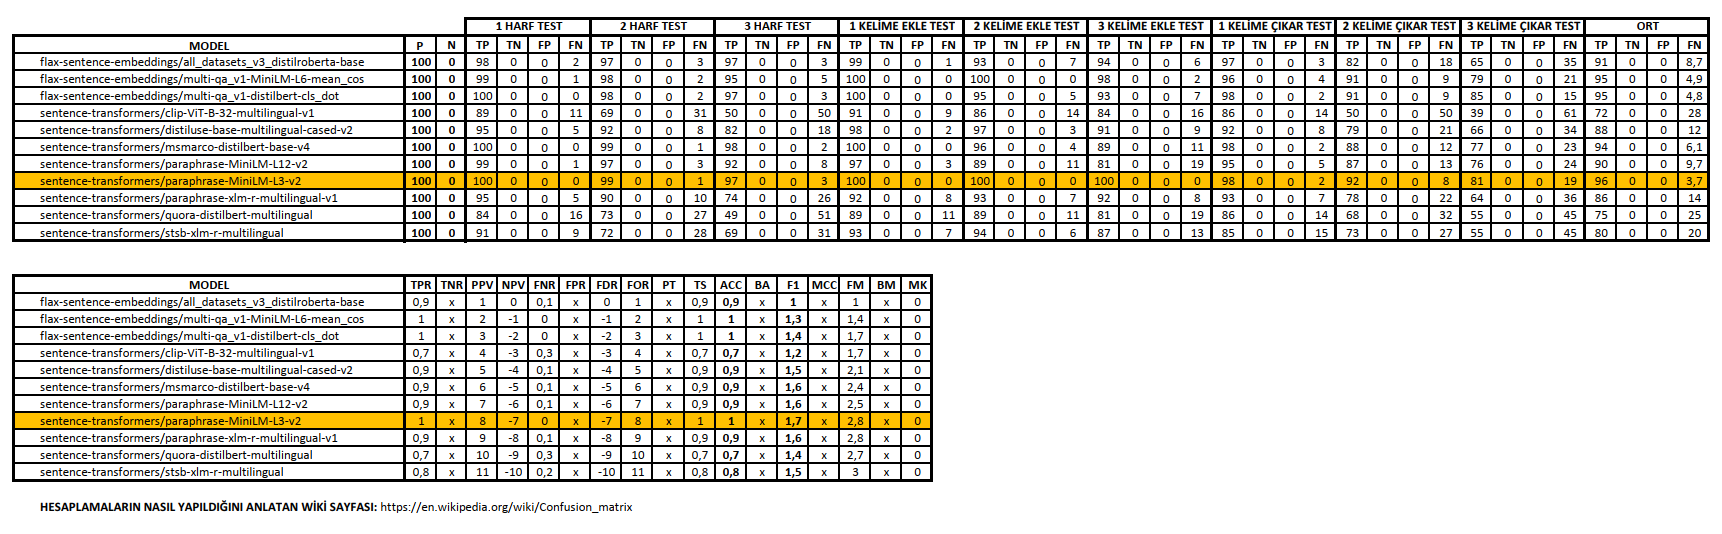 1 HARF TEST 2 HARF TEST 3 HARF TEST 1 KELİME EKLE TEST 2 KELİME EKLE TEST 3 KELİME EKLE TEST 1 KELİME ÇIKAR TEST 2 KELİME ÇIKAR TEST 3 KELİME ÇIKAR TEST ORT
MODEL P N TP TN FP FN TP TN FP FN TP TN FP FN TP TN FP FN TP TN FP FN TP TN FP FN TP TN FP FN TP TN FP FN TP TN FP FN TP TN FP FN
flax-sentence-embeddings/all_datasets_v3_distilroberta-base 100 0 98 0 0 2 97 0 0 3 97 0 0 3 99 0 0 1 93 0 0 7 94 0 0 6 97 0 0 3 82 0 0 18 65 0 0 35 91 0 0 8,7
flax-sentence-embeddings/multi-qa_v1-MiniLM-L6-mean_cos 100 0 99 0 0 1 98 0 0 2 95 0 0 5 100 0 0 0 100 0 0 0 98 0 0 2 96 0 0 4 91 0 0 9 79 0 0 21 95 0 0 4,9
flax-sentence-embeddings/multi-qa_v1-distilbert-cls_dot 100 0 100 0 0 0 98 0 0 2 97 0 0 3 100 0 0 0 95 0 0 5 93 0 0 7 98 0 0 2 91 0 0 9 85 0 0 15 95 0 0 4,8
sentence-transformers/clip-ViT-B-32-multilingual-v1 100 0 89 0 0 11 69 0 0 31 50 0 0 50 91 0 0 9 86 0 0 14 84 0 0 16 86 0 0 14 50 0 0 50 39 0 0 61 72 0 0 28
sentence-transformers/distiluse-base-multilingual-cased-v2 100 0 95 0 0 5 92 0 0 8 82 0 0 18 98 0 0 2 97 0 0 3 91 0 0 9 92 0 0 8 79 0 0 21 66 0 0 34 88 0 0 12
sentence-transformers/msmarco-distilbert-base-v4 100 0 100 0 0 0 99 0 0 1 98 0 0 2 100 0 0 0 96 0 0 4 89 0 0 11 98 0 0 2 88 0 0 12 77 0 0 23 94 0 0 6,1
sentence-transformers/paraphrase-MiniLM-L12-v2 100 0 99 0 0 1 97 0 0 3 92 0 0 8 97 0 0 3 89 0 0 11 81 0 0 19 95 0 0 5 87 0 0 13 76 0 0 24 90 0 0 9,7
sentence-transformers/paraphrase-MiniLM-L3-v2 100 0 100 0 0 0 99 0 0 1 97 0 0 3 100 0 0 0 100 0 0 0 100 0 0 0 98 0 0 2 92 0 0 8 81 0 0 19 96 0 0 3,7
sentence-transformers/paraphrase-xlm-r-multilingual-v1 100 0 95 0 0 5 90 0 0 10 74 0 0 26 92 0 0 8 93 0 0 7 92 0 0 8 93 0 0 7 78 0 0 22 64 0 0 36 86 0 0 14
sentence-transformers/quora-distilbert-multilingual 100 0 84 0 0 16 73 0 0 27 49 0 0 51 89 0 0 11 89 0 0 11 81 0 0 19 86 0 0 14 68 0 0 32 55 0 0 45 75 0 0 25
sentence-transformers/stsb-xlm-r-multilingual 100 0 91 0 0 9 72 0 0 28 69 0 0 31 93 0 0 7 94 0 0 6 87 0 0 13 85 0 0 15 73 0 0 27 55 0 0 45 80 0 0 20
MODEL TPR TNR PPV NPV FNR FPR FDR FOR PT TS ACC BA F1 MCC FM BM MK
flax-sentence-embeddings/all_datasets_v3_distilroberta-base 0,9 x 1 0 0,1 x 0 1 x 0,9 0,9 x 1 x 1 x 0
flax-sentence-embeddings/multi-qa_v1-MiniLM-L6-mean_cos 1 x 2 -1 0 x -1 2 x 1 1 x 1,3 x 1,4 x 0
flax-sentence-embeddings/multi-qa_v1-distilbert-cls_dot 1 x 3 -2 0 x -2 3 x 1 1 x 1,4 x 1,7 x 0
sentence-transformers/clip-ViT-B-32-multilingual-v1 0,7 x 4 -3 0,3 x -3 4 x 0,7 0,7 x 1,2 x 1,7 x 0
sentence-transformers/distiluse-base-multilingual-cased-v2 0,9 x 5 -4 0,1 x -4 5 x 0,9 0,9 x 1,5 x 2,1 x 0
sentence-transformers/msmarco-distilbert-base-v4 0,9 x 6 -5 0,1 x -5 6 x 0,9 0,9 x 1,6 x 2,4 x 0
sentence-transformers/paraphrase-MiniLM-L12-v2 0,9 x 7 -6 0,1 x -6 7 x 0,9 0,9 x 1,6 x 2,5 x 0
sentence-transformers/paraphrase-MiniLM-L3-v2 1 x 8 -7 0 x -7 8 x 1 1 x 1,7 x 2,8 x 0
sentence-transformers/paraphrase-xlm-r-multilingual-v1 0,9 x 9 -8 0,1 x -8 9 x 0,9 0,9 x 1,6 x 2,8 x 0
sentence-transformers/quora-distilbert-multilingual 0,7 x 10 -9 0,3 x -9 10 x 0,7 0,7 x 1,4 x 2,7 x 0
sentence-transformers/stsb-xlm-r-multilingual 0,8 x 11 -10 0,2 x -10 11 x 0,8 0,8 x 1,5 x 3 x 0
HESAPLAMALARIN NASIL YAPILDIĞINI ANLATAN WİKİ SAYFASI: https://en.wikipedia.org/wiki/Confusion_matrix